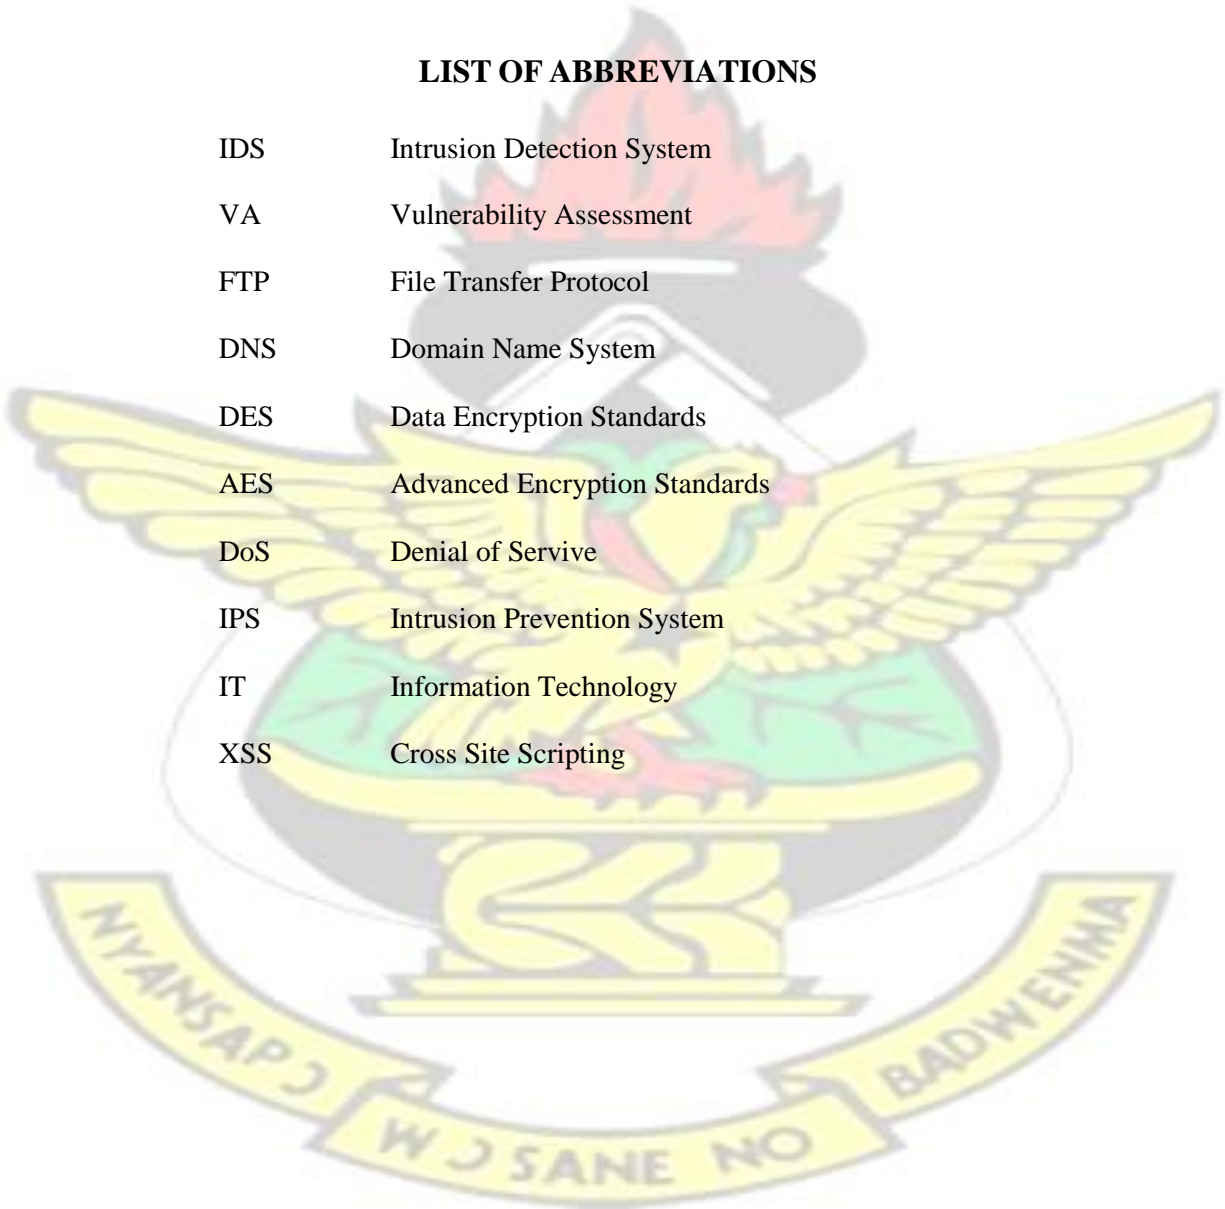 LIST OF ABBREVIATIONS
IDS Intrusion Detection System
VA Vulnerability Assessment
FTP File Transfer Protocol
DNS Domain Name System
DES Data Encryption Standards
AES Advanced Encryption Standards
DoS Denial of Servive
IPS Intrusion Prevention System
IT Information Technology
XSS Cross Site Scripting
NYANSAPƆ
WƆSANE NO
BADWENMA